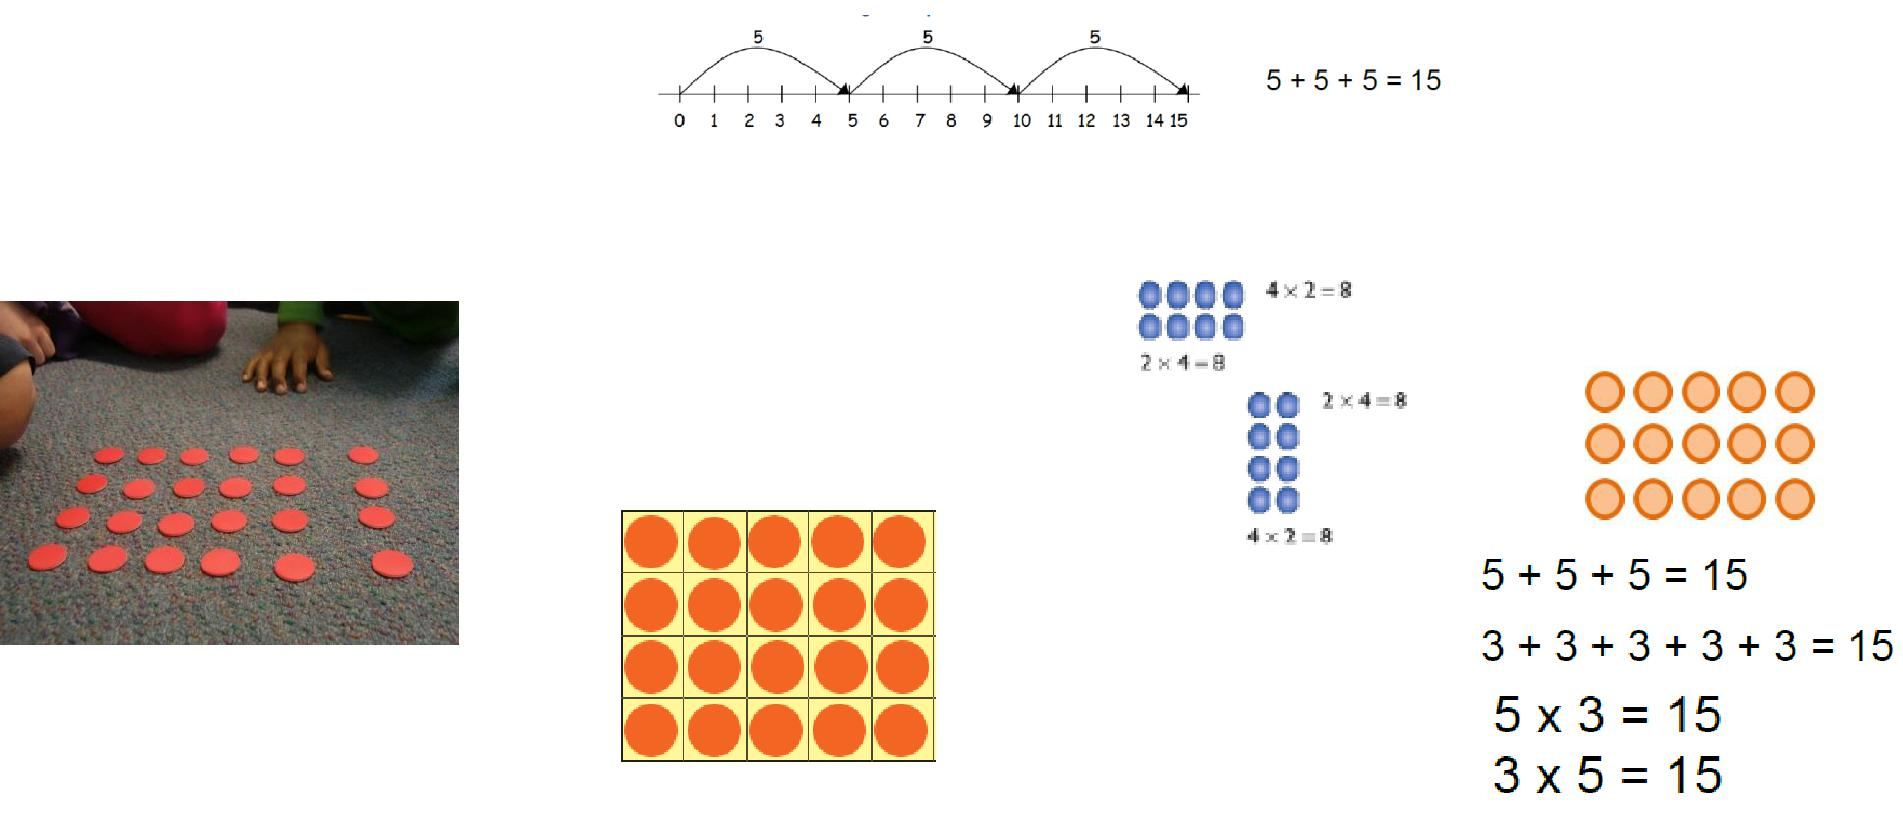 5 5 5
5 + 5 + 5 = 15
0 1 2 3 4 5 6 7 8 9 10 11 12 13 14 15
4 × 2 = 8
2 × 4 = 8
2 × 4 = 8
4 × 2 = 8
5 + 5 + 5 = 15
3 + 3 + 3 + 3 + 3 = 15
5 x 3 = 15
3 x 5 = 15